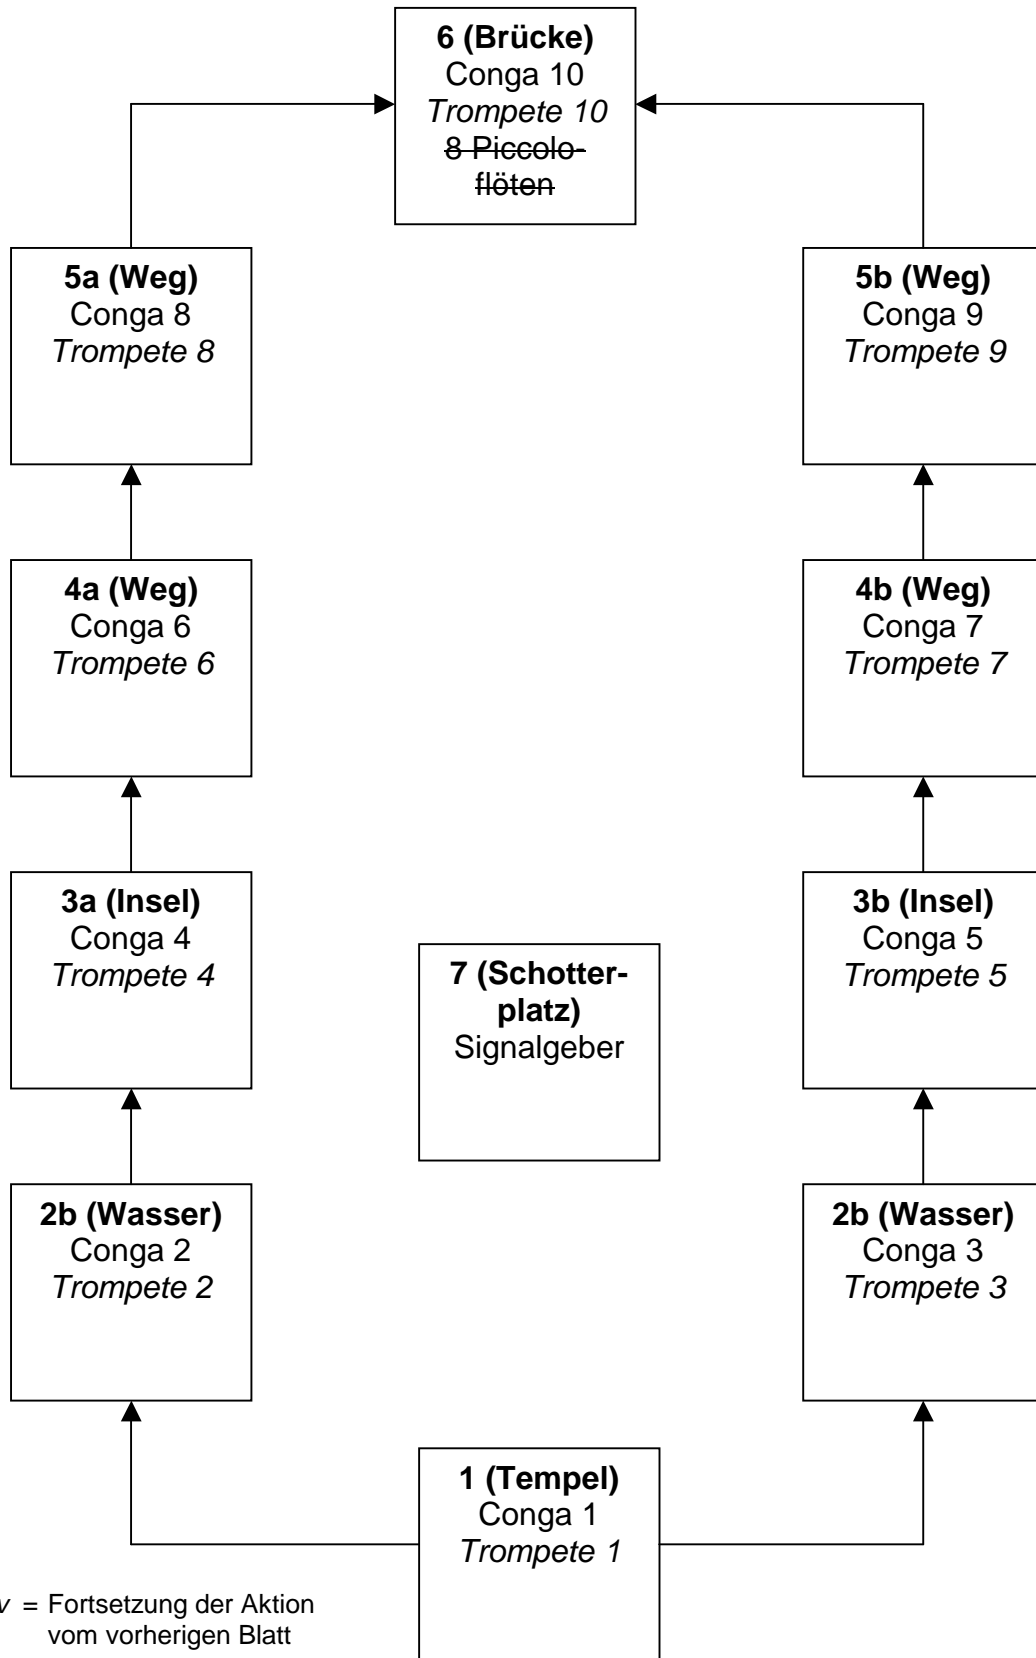 6 (Brücke)
Conga 10
Trompete 10
8 Piccolo-
flöten
5a (Weg)
Conga 8
Trompete 8
5b (Weg)
Conga 9
Trompete 9
4a (Weg)
Conga 6
Trompete 6
4b (Weg)
Conga 7
Trompete 7
3a (Insel)
Conga 4
Trompete 4
3b (Insel)
Conga 5
Trompete 5
7 (Schotter-
platz)
Signalgeber
2b (Wasser)
Conga 2
Trompete 2
2b (Wasser)
Conga 3
Trompete 3
1 (Tempel)
Conga 1
Trompete 1
v = Fortsetzung der Aktion
vom vorherigen Blatt